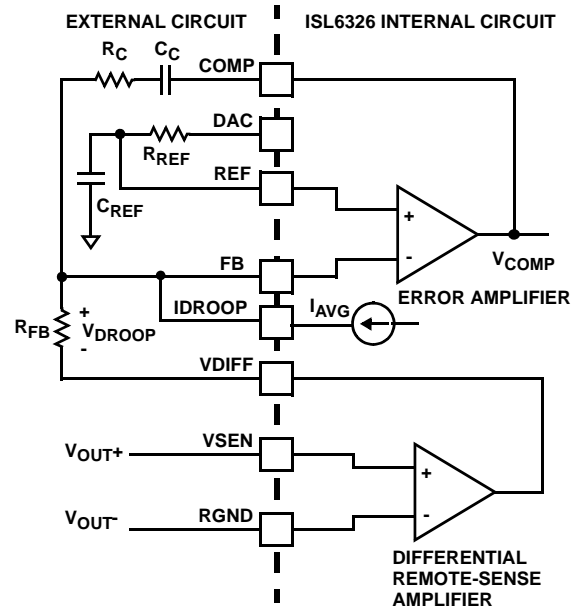 EXTERNAL CIRCUIT
ISL6326 INTERNAL CIRCUIT
RC
CC
COMP
DAC
RREF
REF
CREF
+
-
VCOMP
FB
ERROR AMPLIFIER
IDROOP
IAVG
RFB
+
VDROOP
-
VDIFF
VOUT+
VSEN
+
VOUT-
RGND
-
DIFFERENTIAL
REMOTE-SENSE
AMPLIFIER